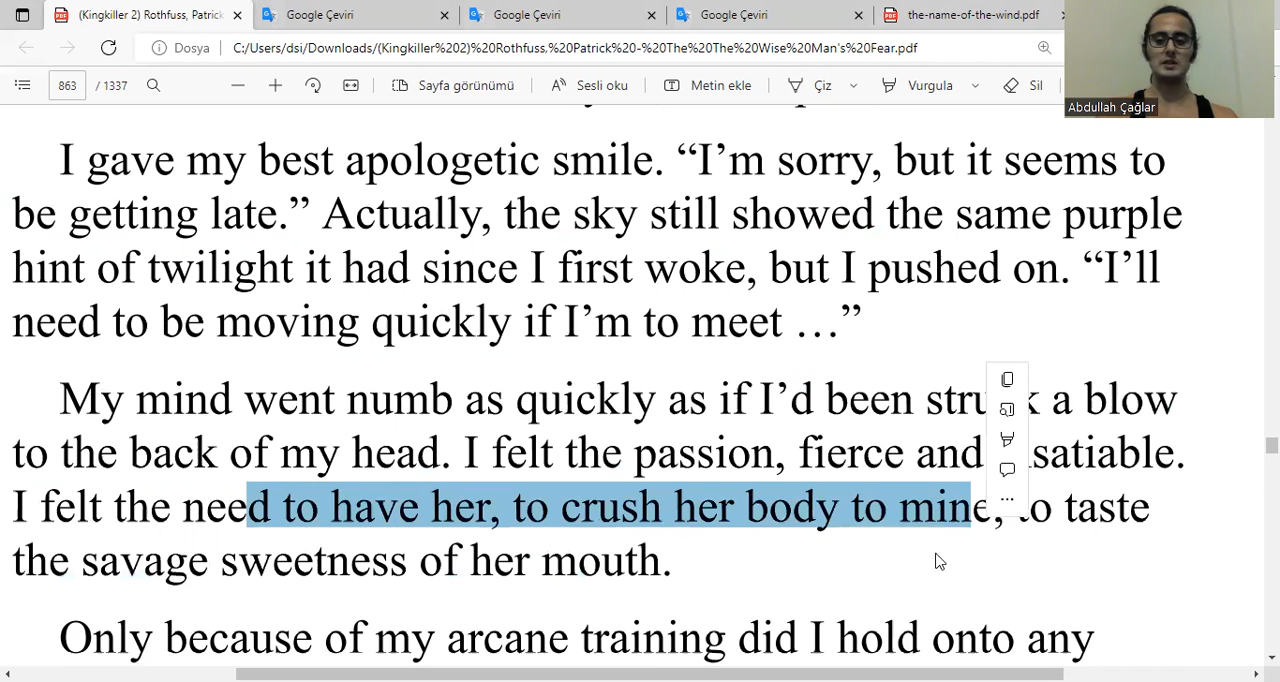 (Kingkiller 2) Rothfuss, Patrick
Google Çeviri
Google Çeviri
Google Çeviri
the-name-of-the-wind.pdf
Dosya
C:/Users/dsi/Downloads/(Kingkiller%202)%20Rothfuss,%20Patrick%20-%20The%20The%20Wise%20Man's%20Fear.pdf
863 / 1337
Sayfa görünümü
Sesli oku
Metin ekle
Çiz
Vurgula
Sil
Abdullah Çağlar
I gave my best apologetic smile. “I’m sorry, but it seems to
be getting late.” Actually, the sky still showed the same purple
hint of twilight it had since I first woke, but I pushed on. “I’ll
need to be moving quickly if I’m to meet …”
My mind went numb as quickly as if I’d been struck a blow
to the back of my head. I felt the passion, fierce and insatiable.
I felt the need to have her, to crush her body to mine, to taste
the savage sweetness of her mouth.
Only because of my arcane training did I hold onto any